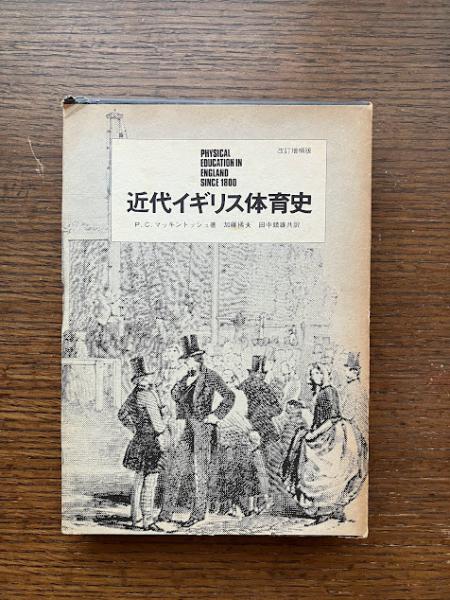 PHYSICAL
EDUCATION IN
ENGLAND
SINCE 1800
改訂増補版
近代イギリス体育史
P.C.マッキントッシュ著 加藤橘夫 田中鎮雄共訳